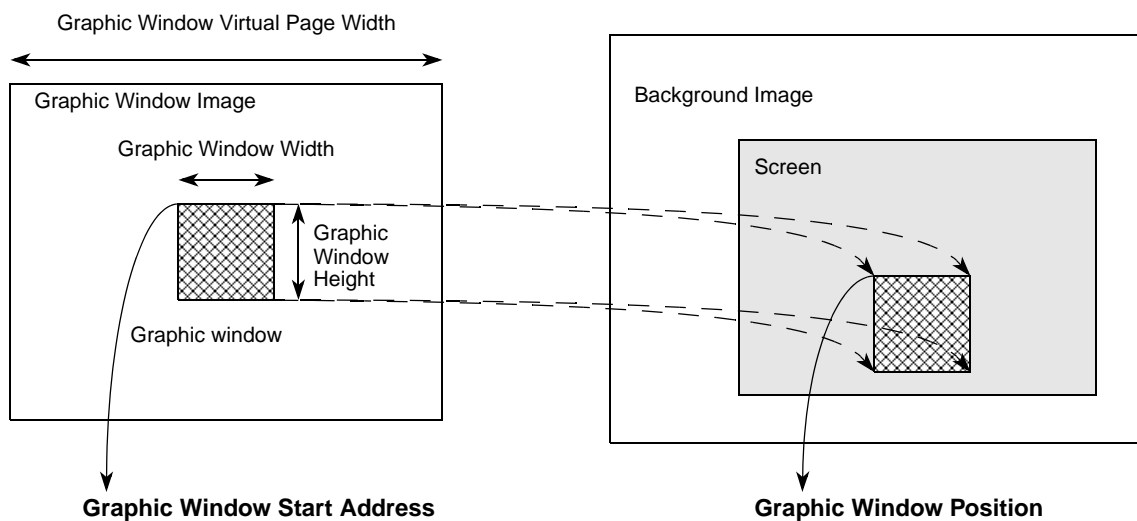 Graphic Window Virtual Page Width
Graphic Window Image
Graphic Window Width
Graphic
Window
Height
Graphic window
Graphic Window Start Address
Background Image
Screen
Graphic Window Position